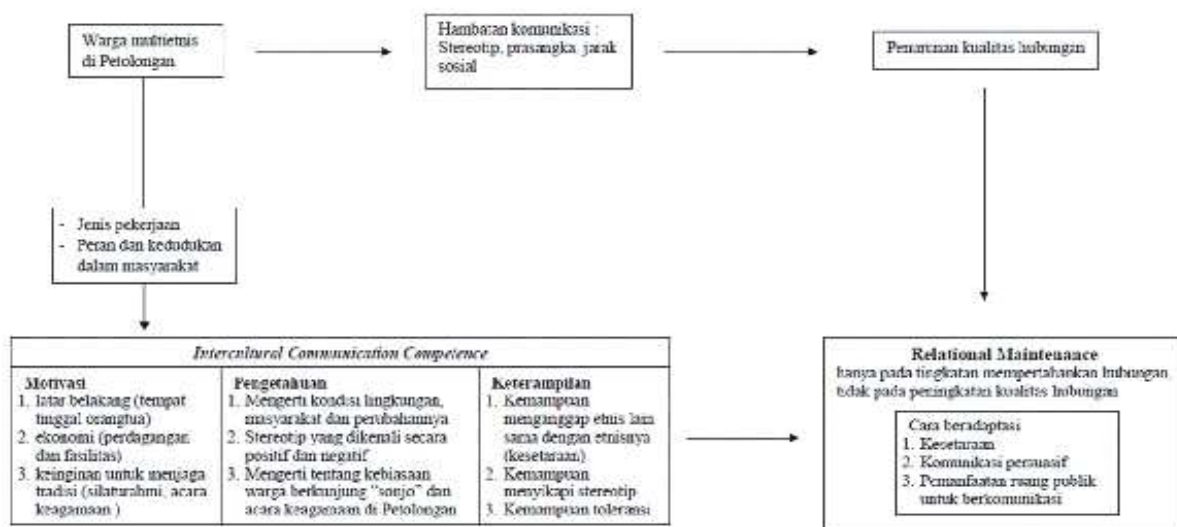 Warga multietnis
di Petolongan
Hambatan komunikasi :
Stereotip, prasangka, jarak
sosial
Penurunan kualitas hubungan
- Jenis pekerjaan
- Peran dan kedudukan
dalam masyarakat
Intercultural Communication Competence
Motivasi
1. latar belakang (tempat
tinggal orangtua)
2. ekonomi (perdagangan
dan fasilitas)
3. keinginan untuk menjaga
tradisi (silaturahmi, acara
keagamaan )
Pengetahuan
1. Mengerti kondisi lingkungan,
masyarakat dan perubahannya
2. Stereotip yang dikenali secara
positif dan negatif
3. Mengerti tentang kebiasaan
warga berkunjung "sonjo" dan
acara keagamaan di Petolongan
Keterampilan
1. Kemampuan
menganggap etnis lain
sama dengan etnisnya
(kesetaraan)
2. Kemampuan
menyikapi stereotip
3. Kemampuan toleransi
Relational Maintenance
hanya pada tingkatan mempertahankan hubungan
tidak pada peningkatan kualitas hubungan
Cara beradaptasi
1. Kesetaraan
2. Komunikasi persuasif
3. Pemanfaatan ruang publik
untuk berkomunikasi